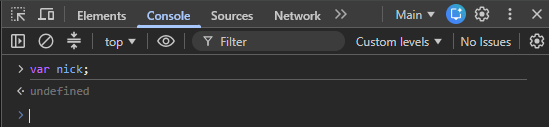 Elements Console Sources Network Main
top Filter Custom levels No Issues
var nick;
undefined